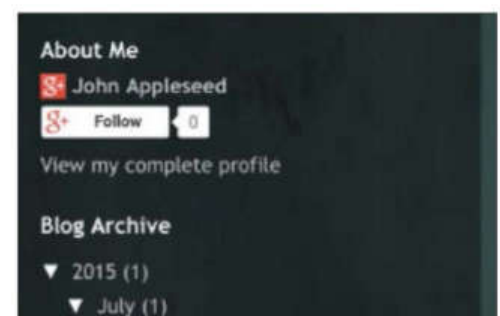 About Me
g+ John Appleseed
g+ Follow 0
View my complete profile
Blog Archive
▼ 2015 (1)
▼ July (1)